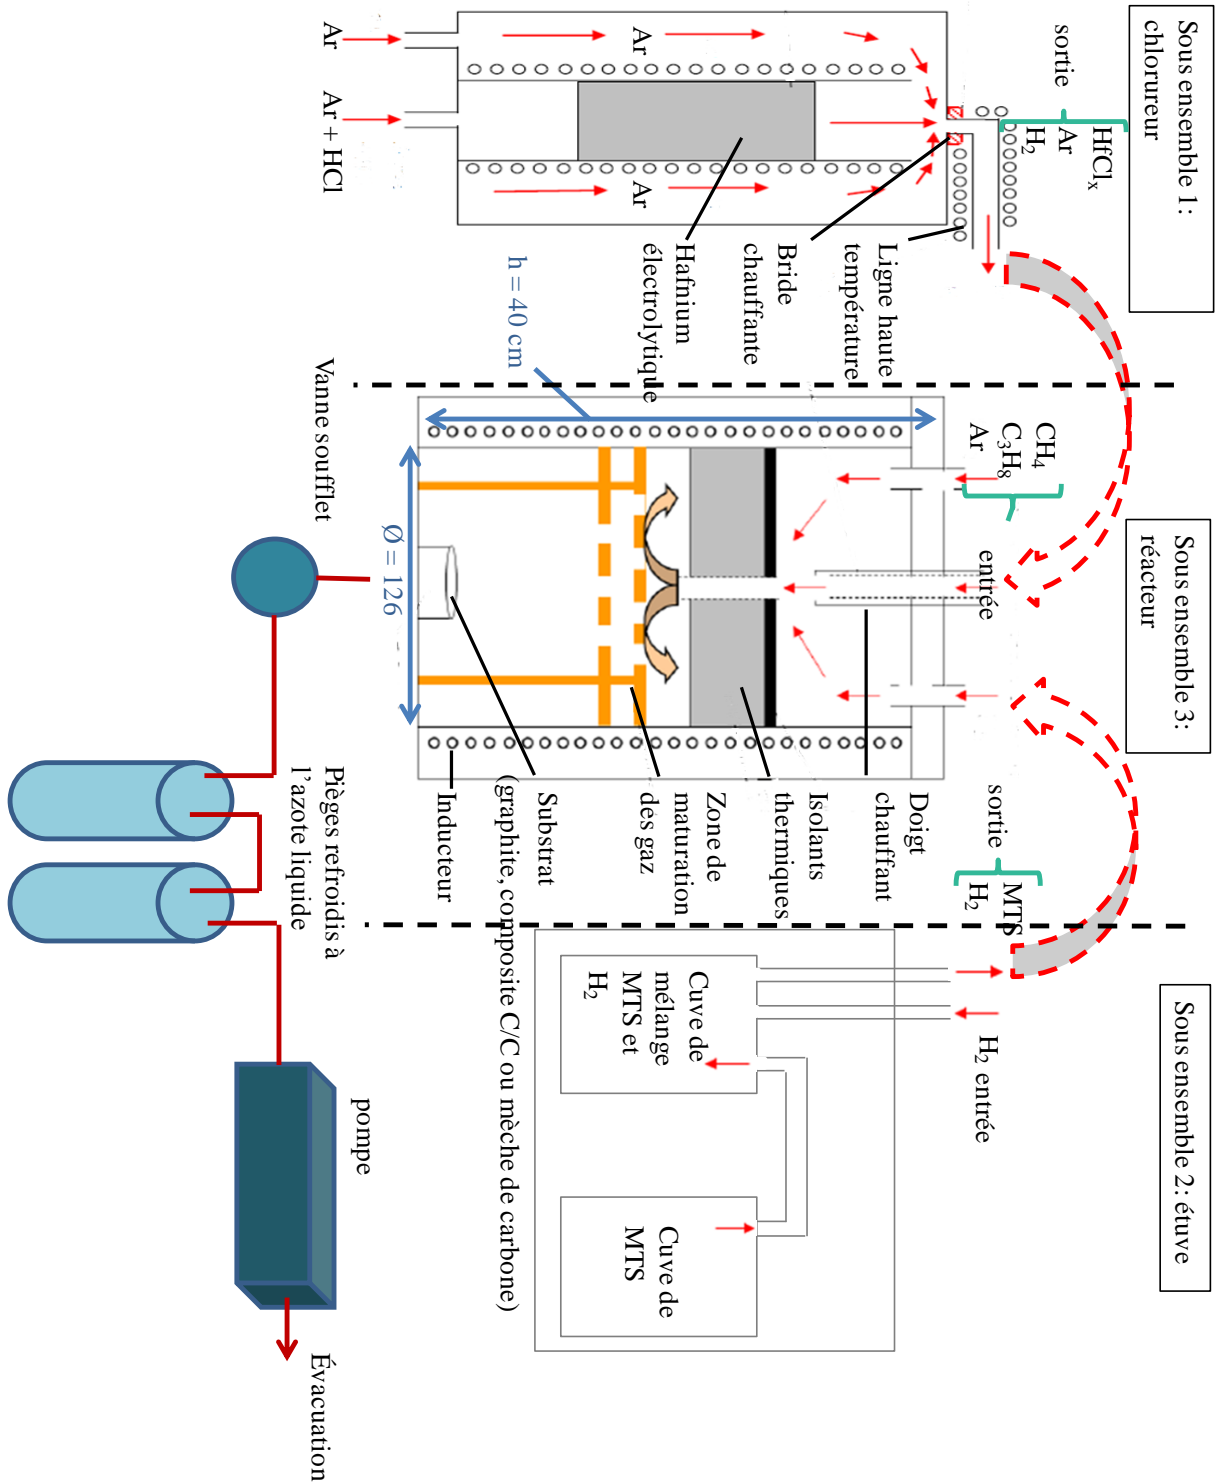 Sous ensemble 1:
chlorureur
sortie
HfClx
Ar
H2
Ar
Ar
Ar
Ar + HCl
Ligne haute
température
Bride
chauffante
Hafnium
électrolytique
Sous ensemble 3:
réacteur
CH4
C3H8
Ar
entrée
h = 40 cm
Ø = 126
Doigt
chauffant
Isolants
thermiques
Zone de
maturation
des gaz
Substrat
(graphite, composite C/C ou mèche de carbone)
Inducteur
Sous ensemble 2: étuve
sortie
MTS
H2
H2 entrée
Cuve de
mélange
MTS et
H2
Cuve de
MTS
Vanne soufflet
Pièges refroidis à
l’azote liquide
pompe
Évacuation